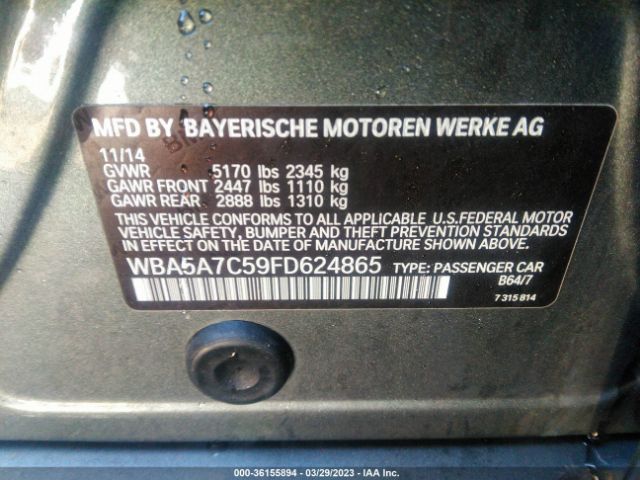 MFD BY BAYERISCHE MOTOREN WERKE AG
11/14
GVWR 5170 lbs 2345 kg
GAWR FRONT 2447 lbs 1110 kg
GAWR REAR 2888 lbs 1310 kg
THIS VEHICLE CONFORMS TO ALL APPLICABLE U.S.FEDERAL MOTOR
VEHICLE SAFETY, BUMPER AND THEFT PREVENTION STANDARDS
IN EFFECT ON THE DATE OF MANUFACTURE SHOWN ABOVE.
WBA5A7C59FD624865 TYPE: PASSENGER CAR
B64/7
7 315 814
000-36155894 - 03/29/2023 - IAA Inc.